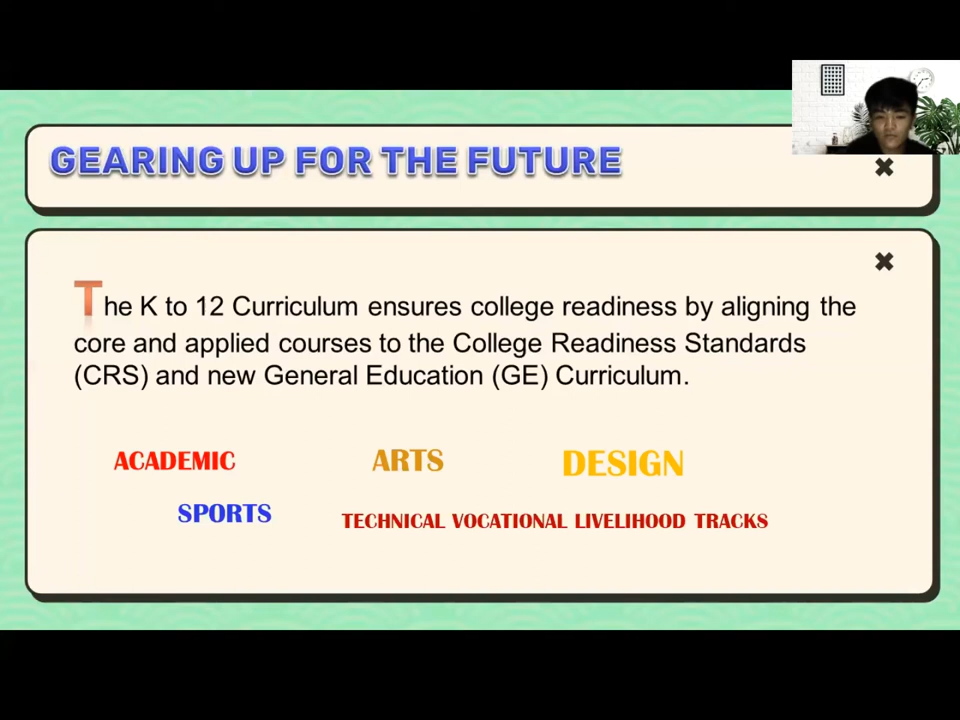 GEARING UP FOR THE FUTURE
The K to 12 Curriculum ensures college readiness by aligning the
core and applied courses to the College Readiness Standards
(CRS) and new General Education (GE) Curriculum.
ACADEMIC ARTS DESIGN
SPORTS TECHNICAL VOCATIONAL LIVELIHOOD TRACKS